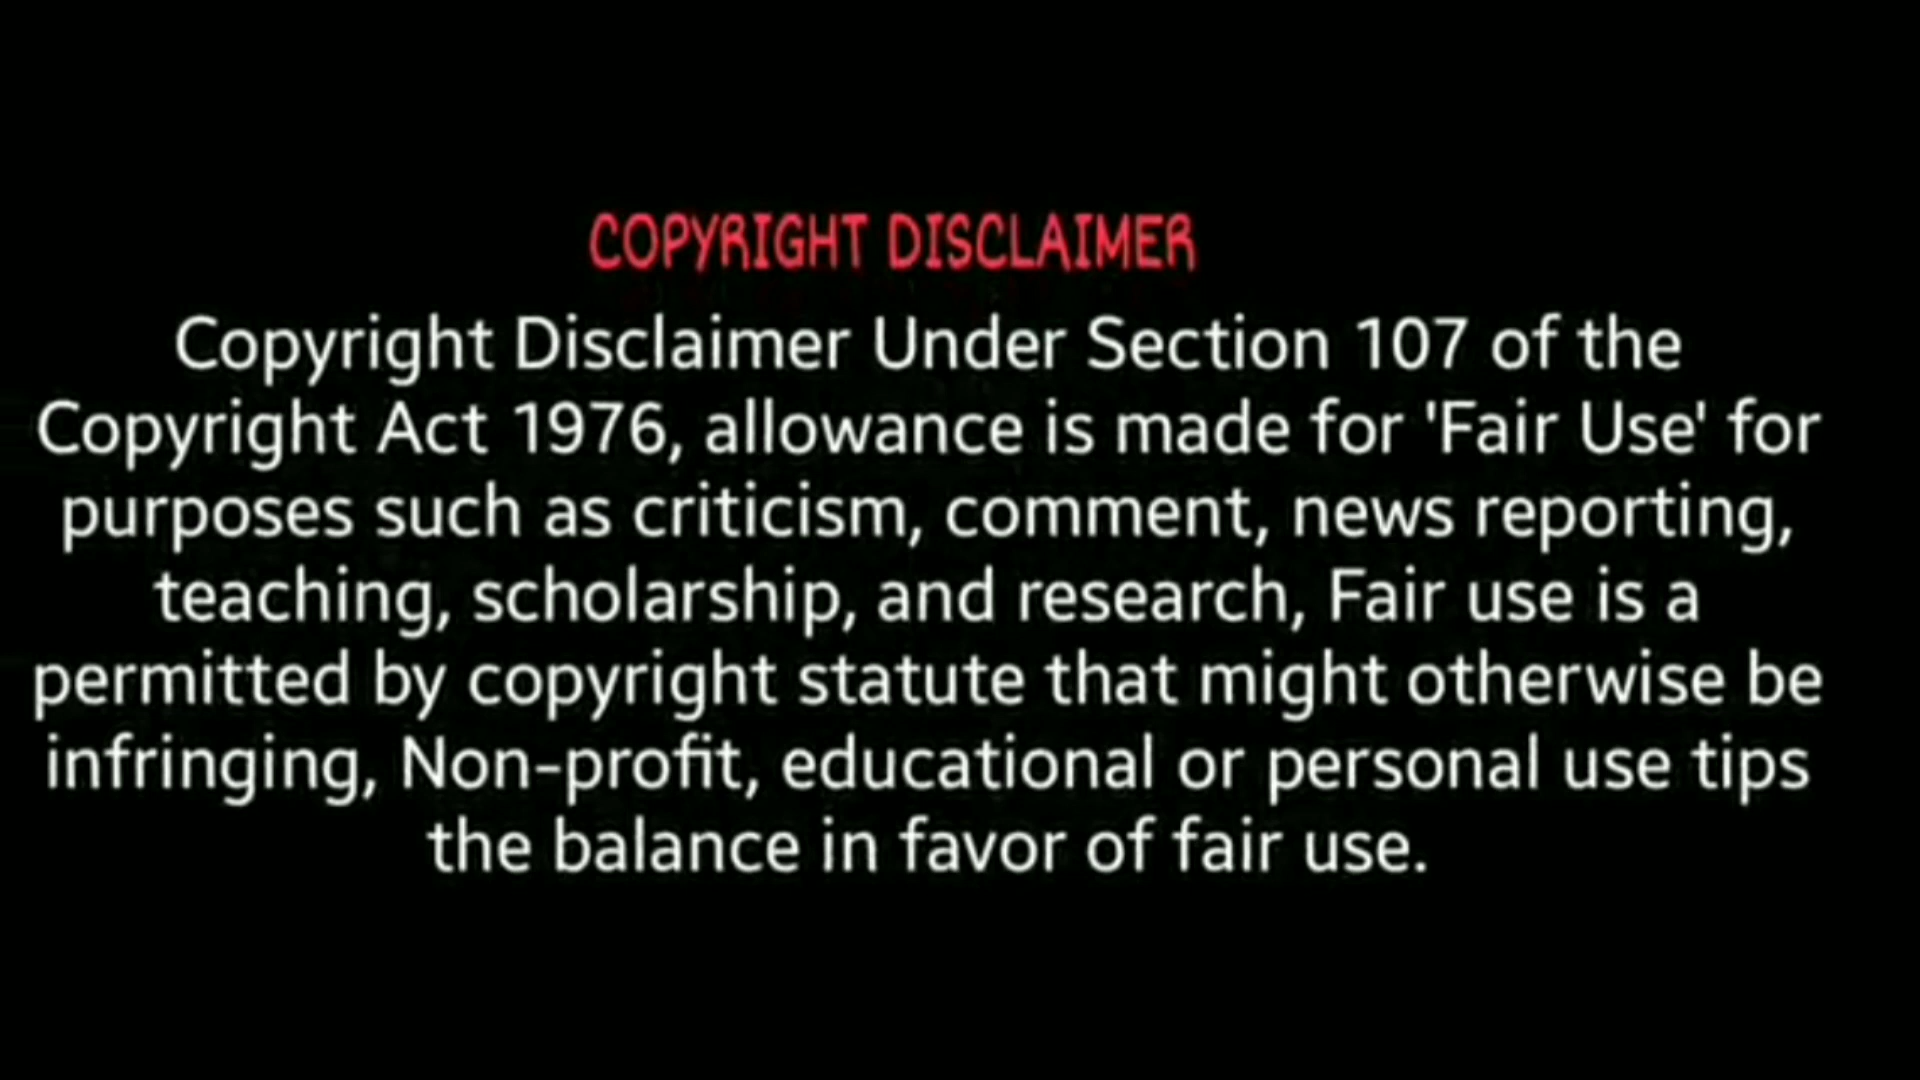 COPYRIGHT DISCLAIMER
Copyright Disclaimer Under Section 107 of the
Copyright Act 1976, allowance is made for 'Fair Use' for
purposes such as criticism, comment, news reporting,
teaching, scholarship, and research, Fair use is a
permitted by copyright statute that might otherwise be
infringing, Non-profit, educational or personal use tips
the balance in favor of fair use.